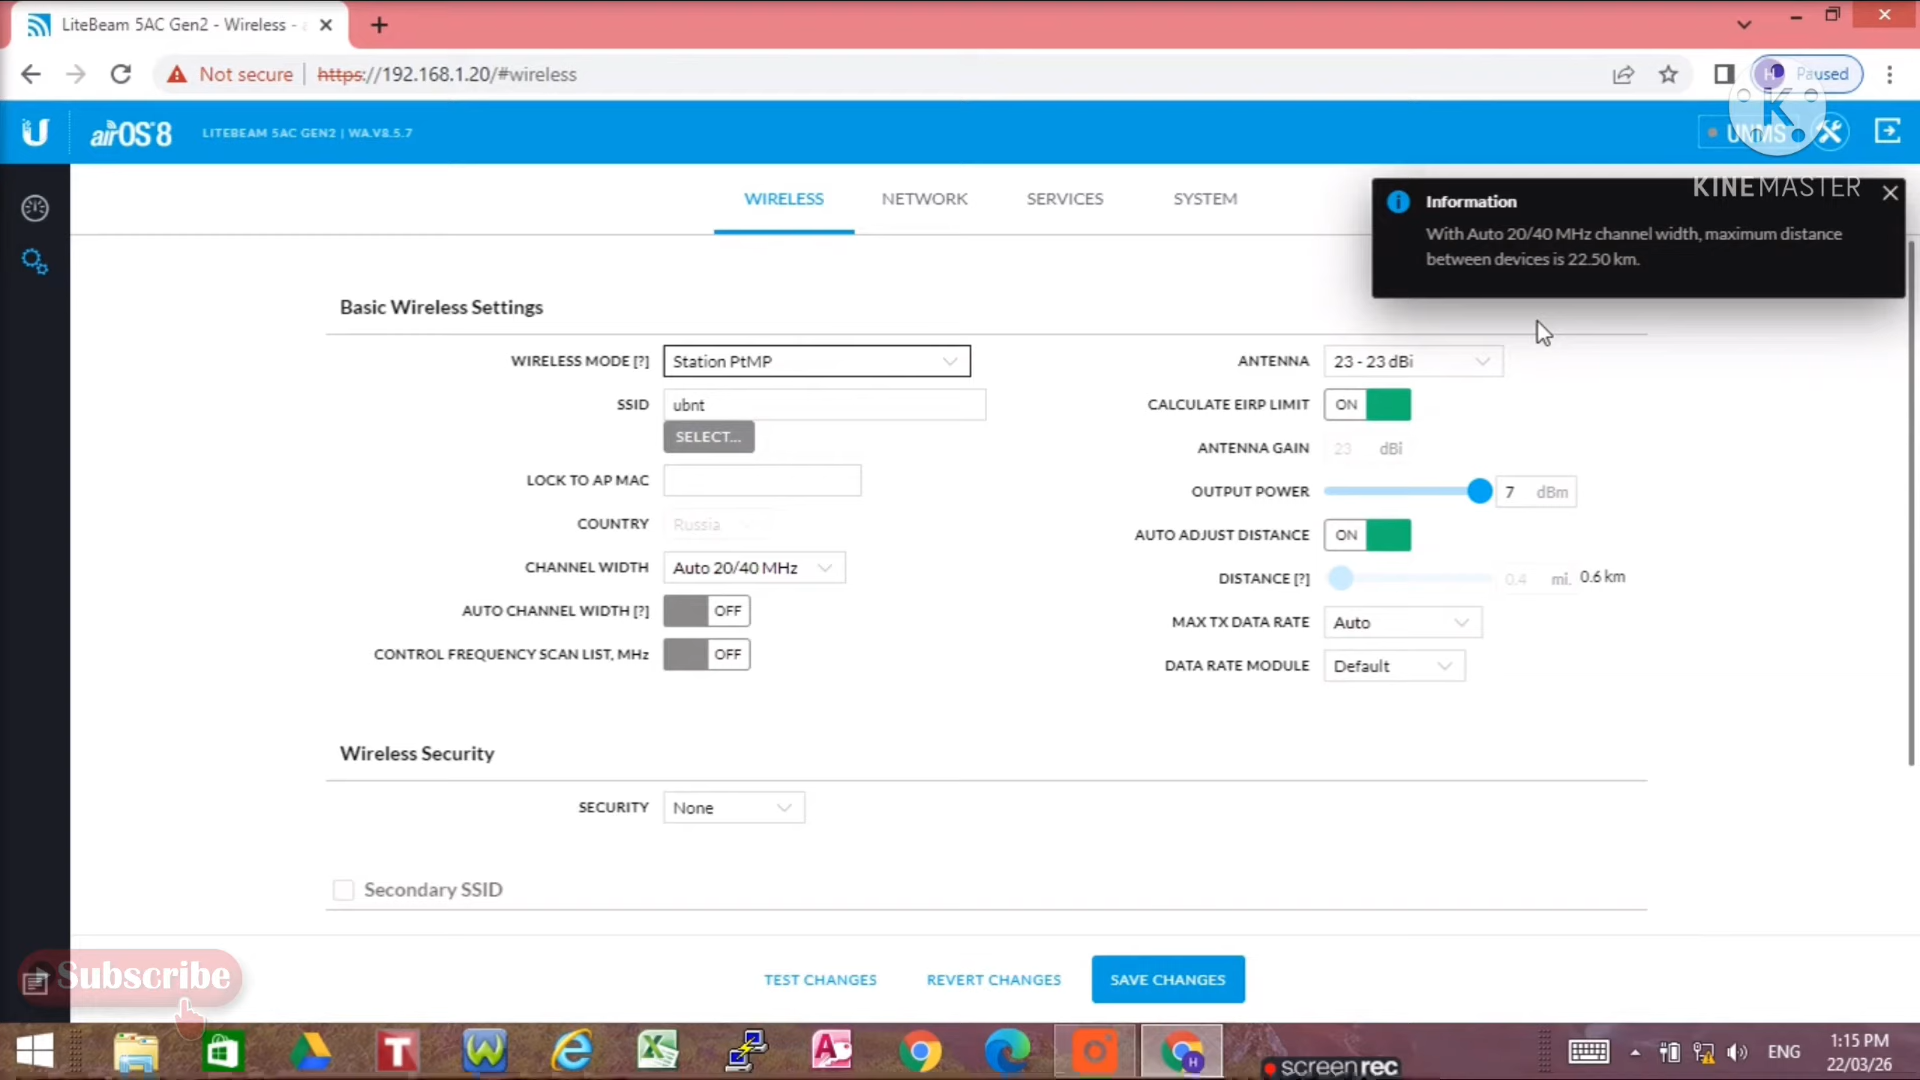 LiteBeam 5AC Gen2 - Wireless -
Not secure
https://192.168.1.20/#wireless
H
Paused
airOS 8
LITEBEAM 5AC GEN2 | WA.V8.5.7
UNMS
K
KINEMASTER
WIRELESS
NETWORK
SERVICES
SYSTEM
Information
With Auto 20/40 MHz channel width, maximum distance
between devices is 22.50 km.
Basic Wireless Settings
WIRELESS MODE [?]
Station PtMP
SSID
ubnt
SELECT...
LOCK TO AP MAC
COUNTRY
Russia
CHANNEL WIDTH
Auto 20/40 MHz
AUTO CHANNEL WIDTH [?]
OFF
CONTROL FREQUENCY SCAN LIST, MHz
OFF
ANTENNA
23 - 23 dBi
CALCULATE EIRP LIMIT
ON
ANTENNA GAIN
23 dBi
OUTPUT POWER
7 dBm
AUTO ADJUST DISTANCE
ON
DISTANCE [?]
0.4 mi. 0.6 km
MAX TX DATA RATE
Auto
DATA RATE MODULE
Default
Wireless Security
SECURITY
None
Secondary SSID
TEST CHANGES
REVERT CHANGES
SAVE CHANGES
Subscribe
screenrec
ENG
1:15 PM
22/03/26